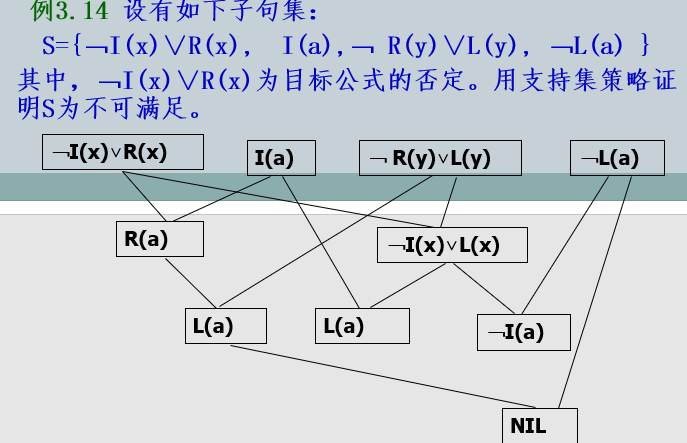 例3.14 设有如下子句集：
S={﹁I(x)∨R(x), I(a),﹁ R(y)∨L(y), ﹁L(a) }
其中，﹁I(x)∨R(x)为目标公式的否定。用支持集策略证
明S为不可满足。
﹁I(x)∨R(x) I(a) ﹁ R(y)∨L(y) ﹁L(a)
R(a) ﹁I(x)∨L(x)
L(a) L(a) ﹁I(a)
NIL